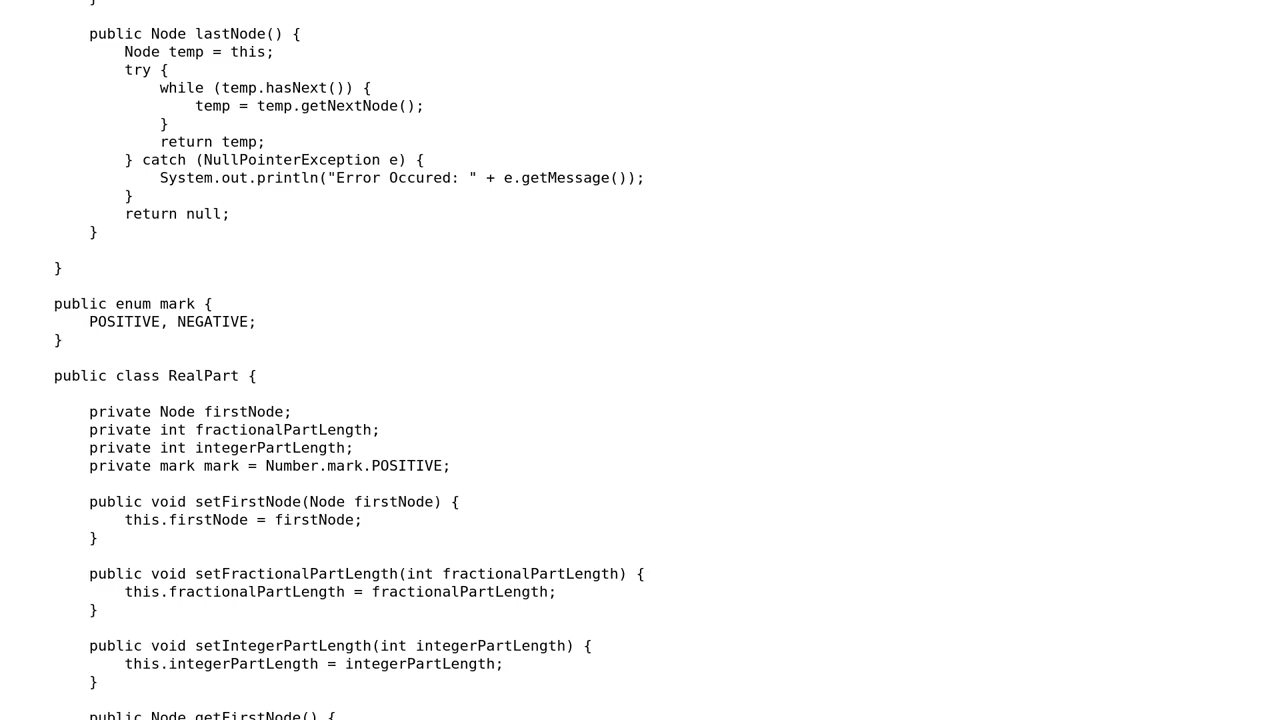 }
public Node lastNode() {
Node temp = this;
try {
while (temp.hasNext()) {
temp = temp.getNextNode();
}
return temp;
} catch (NullPointerException e) {
System.out.println("Error Occured: " + e.getMessage());
}
return null;
}
}
public enum mark {
POSITIVE, NEGATIVE;
}
public class RealPart {
private Node firstNode;
private int fractionalPartLength;
private int integerPartLength;
private mark mark = Number.mark.POSITIVE;
public void setFirstNode(Node firstNode) {
this.firstNode = firstNode;
}
public void setFractionalPartLength(int fractionalPartLength) {
this.fractionalPartLength = fractionalPartLength;
}
public void setIntegerPartLength(int integerPartLength) {
this.integerPartLength = integerPartLength;
}
public Node getFirstNode() {